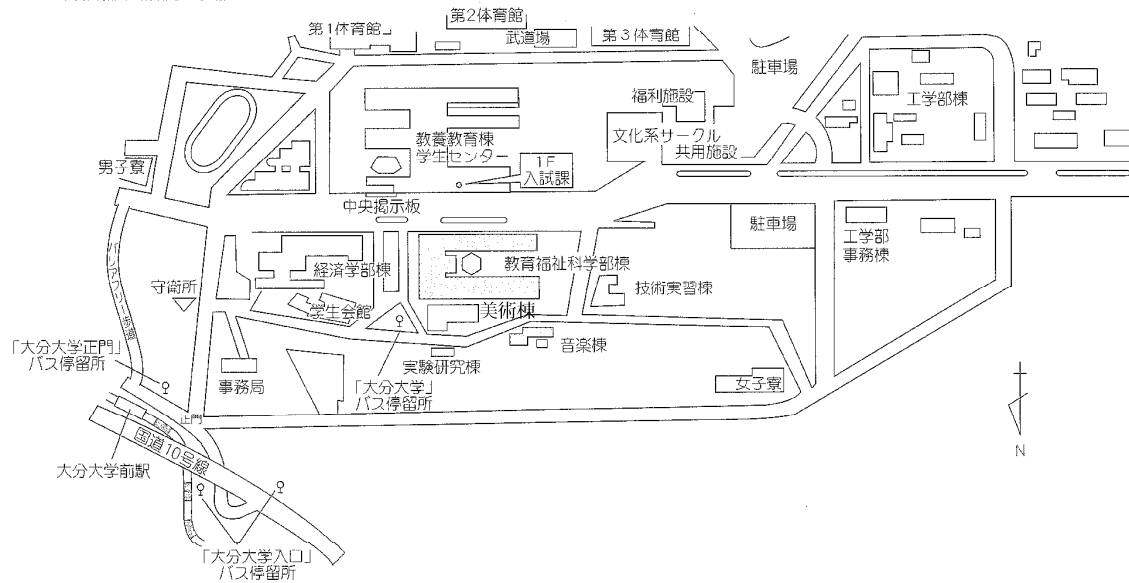 第2体育館
第1体育館
武道場
第3体育館
駐車場
福利施設
工学部棟
教養教育棟
学生センター
文化系サークル
共用施設
1F
入試課
男子寮
中央掲示板
駐車場
工学部
事務棟
経済学部棟
教育福祉科学部棟
技術実習棟
守衛所
学生会館
美術棟
音楽棟
「大分大学正門」
バス停留所
事務局
実験研究棟
「大分大学」
バス停留所
女子寮
正門
国道10号線
大分大学前駅
N
「大分大学入口」
バス停留所